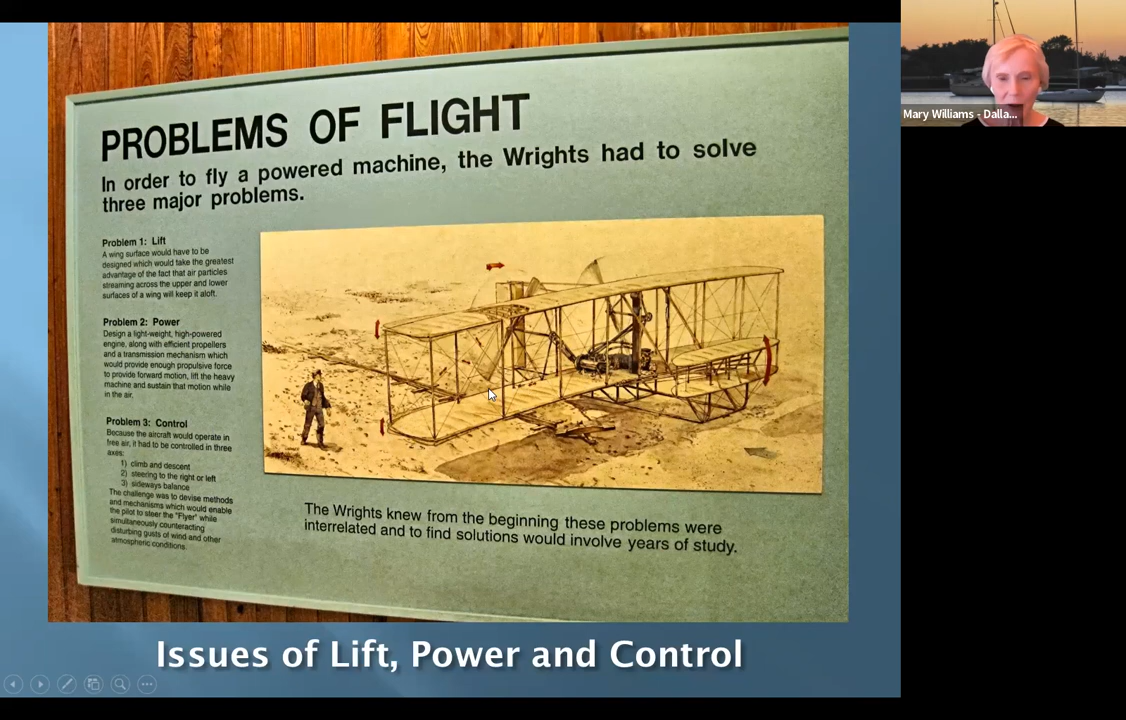 PROBLEMS OF FLIGHT
In order to fly a powered machine, the Wrights had to solve
three major problems.
Problem 1: Lift
A wing surface would have to be
designed which would take the greatest
advantage of the fact that air particles
streaming across the upper and lower
surfaces of a wing will keep it aloft.
Problem 2: Power
Design a light-weight, high-powered
engine, along with efficient propellers
and a transmission mechanism which
would provide enough propulsive force
to provide forward motion, lift the heavy
machine and sustain that motion while
in the air.
Problem 3: Control
Because the aircraft would operate in
free air, it had to be controlled in three
axes:
1) climb and descent
2) steering to the right or left
3) sideways balance
The challenge was to devise methods
and mechanisms which would enable
the pilot to steer the "Flyer" while
simultaneously counteracting
disturbing gusts of wind and other
atmospheric conditions.
The Wrights knew from the beginning these problems were
interrelated and to find solutions would involve years of study.
Issues of Lift, Power and Control
Mary Williams - Dalla...